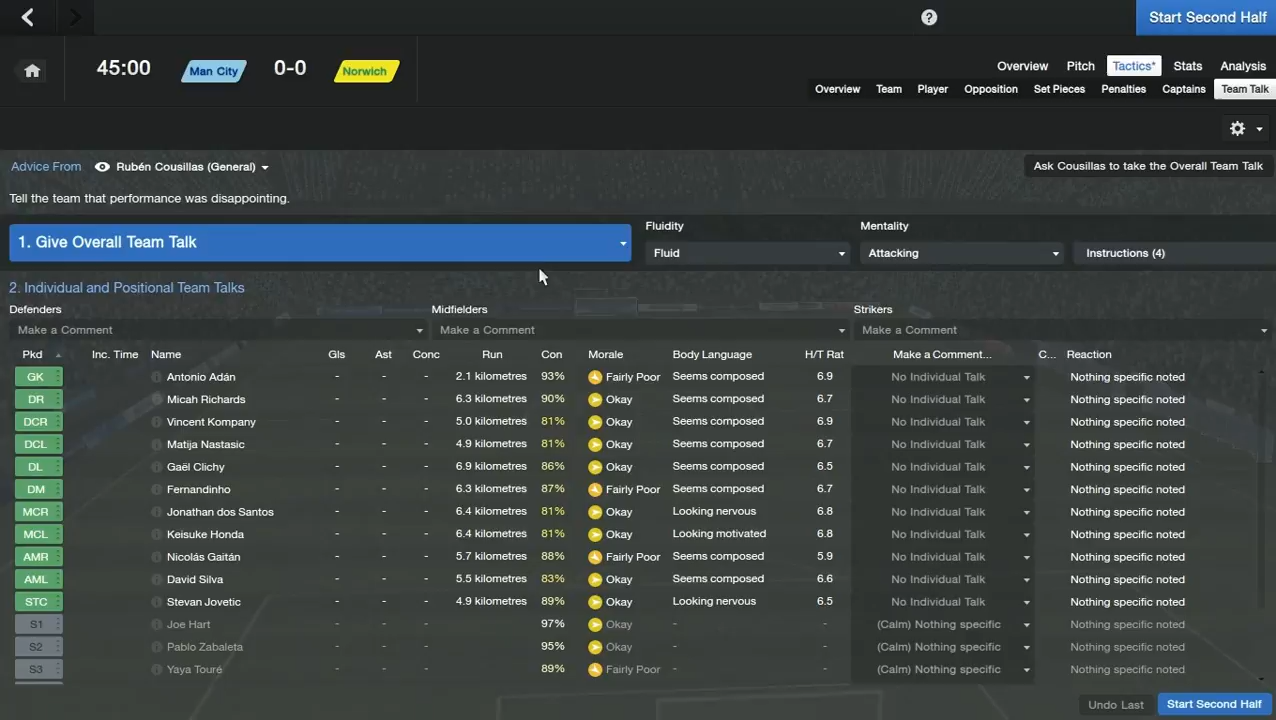 Start Second Half
45:00 Man City 0-0 Norwich
Overview Pitch Tactics* Stats Analysis
Overview Team Player Opposition Set Pieces Penalties Captains Team Talk
Advice From Rubén Cousillas (General) Ask Cousillas to take the Overall Team Talk
Tell the team that performance was disappointing.
Fluidity Mentality
1. Give Overall Team Talk Fluid Attacking Instructions (4)
2. Individual and Positional Team Talks
Defenders Midfielders Strikers
Make a Comment Make a Comment Make a Comment
Pkd Inc. Time Name Gls Ast Conc Run Con Morale Body Language H/T Rat Make a Comment... C... Reaction
GK Antonio Adán - - - 2.1 kilometres 93% Fairly Poor Seems composed 6.9 No Individual Talk Nothing specific noted
DR Micah Richards - - - 6.3 kilometres 90% Okay Seems composed 6.7 No Individual Talk Nothing specific noted
DCR Vincent Kompany - - - 5.0 kilometres 81% Okay Seems composed 6.9 No Individual Talk Nothing specific noted
DCL Matija Nastasic - - - 4.9 kilometres 81% Okay Seems composed 6.7 No Individual Talk Nothing specific noted
DL Gaël Clichy - - - 6.9 kilometres 86% Okay Seems composed 6.5 No Individual Talk Nothing specific noted
DM Fernandinho - - - 6.3 kilometres 87% Fairly Poor Seems composed 6.7 No Individual Talk Nothing specific noted
MCR Jonathan dos Santos - - - 6.4 kilometres 81% Okay Looking nervous 6.8 No Individual Talk Nothing specific noted
MCL Keisuke Honda - - - 6.4 kilometres 81% Okay Looking motivated 6.8 No Individual Talk Nothing specific noted
AMR Nicolás Gaitán - - - 5.7 kilometres 88% Fairly Poor Seems composed 5.9 No Individual Talk Nothing specific noted
AML David Silva - - - 5.5 kilometres 83% Okay Seems composed 6.6 No Individual Talk Nothing specific noted
STC Stevan Jovetic - - - 4.9 kilometres 89% Okay Looking nervous 6.5 No Individual Talk Nothing specific noted
S1 Joe Hart 97% Okay - - (Calm) Nothing specific Nothing specific noted
S2 Pablo Zabaleta 95% Okay - - (Calm) Nothing specific Nothing specific noted
S3 Yaya Touré 89% Fairly Poor - - (Calm) Nothing specific Nothing specific noted
Undo Last Start Second Half